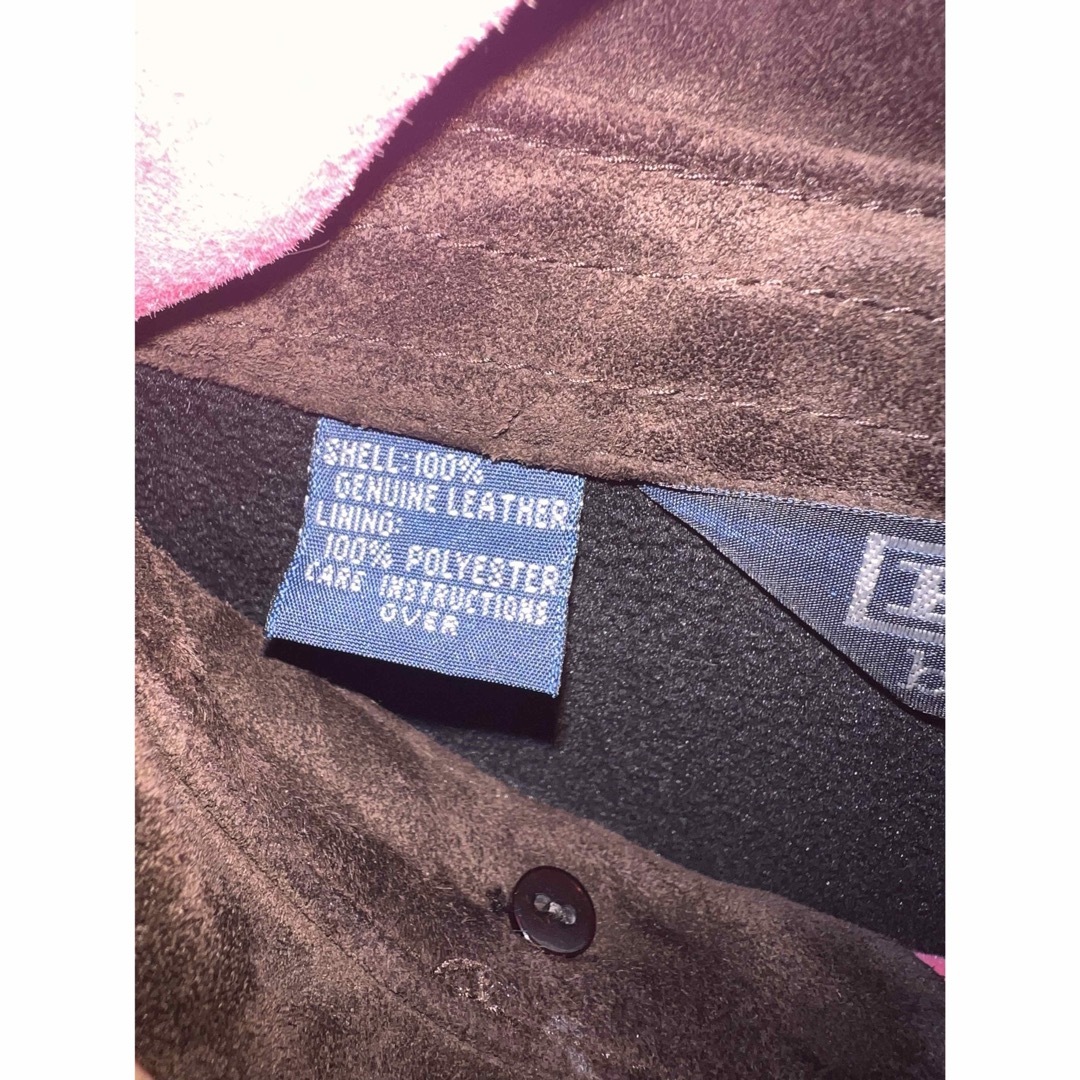 SHELL:100%
GENUINE LEATHER
LINING:
100% POLYESTER
CARE INSTRUCTIONS
OVER